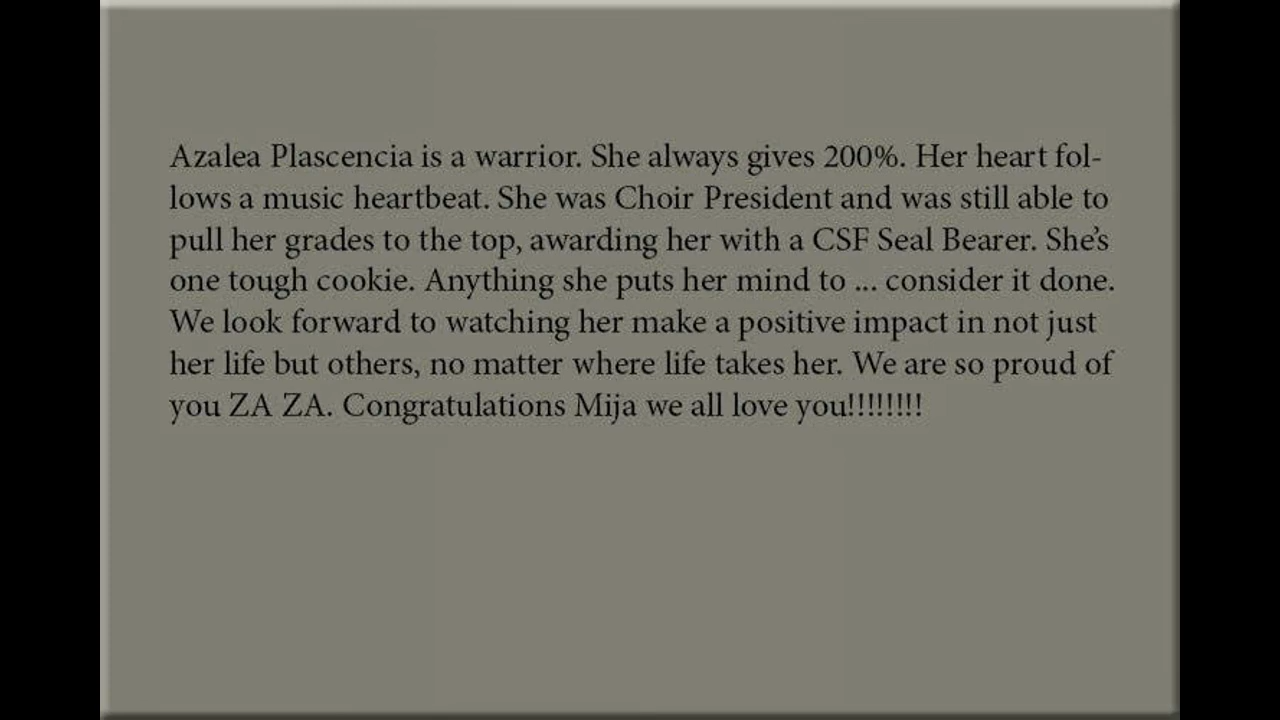 Azalea Plascencia is a warrior. She always gives 200%. Her heart fol-
lows a music heartbeat. She was Choir President and was still able to
pull her grades to the top, awarding her with a CSF Seal Bearer. She’s
one tough cookie. Anything she puts her mind to ... consider it done.
We look forward to watching her make a positive impact in not just
her life but others, no matter where life takes her. We are so proud of
you ZA ZA. Congratulations Mija we all love you!!!!!!!!